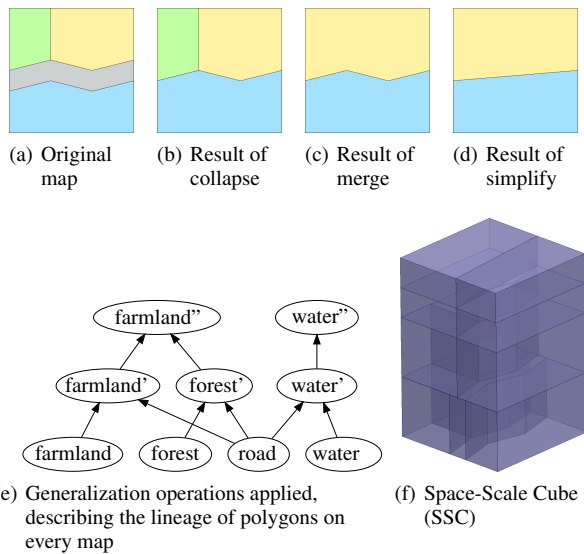 (a) Original map
(b) Result of collapse
(c) Result of merge
(d) Result of simplify
farmland”
water”
farmland’
forest’
water’
farmland
forest
road
water
e) Generalization operations applied,
describing the lineage of polygons on
every map
(f) Space-Scale Cube
(SSC)